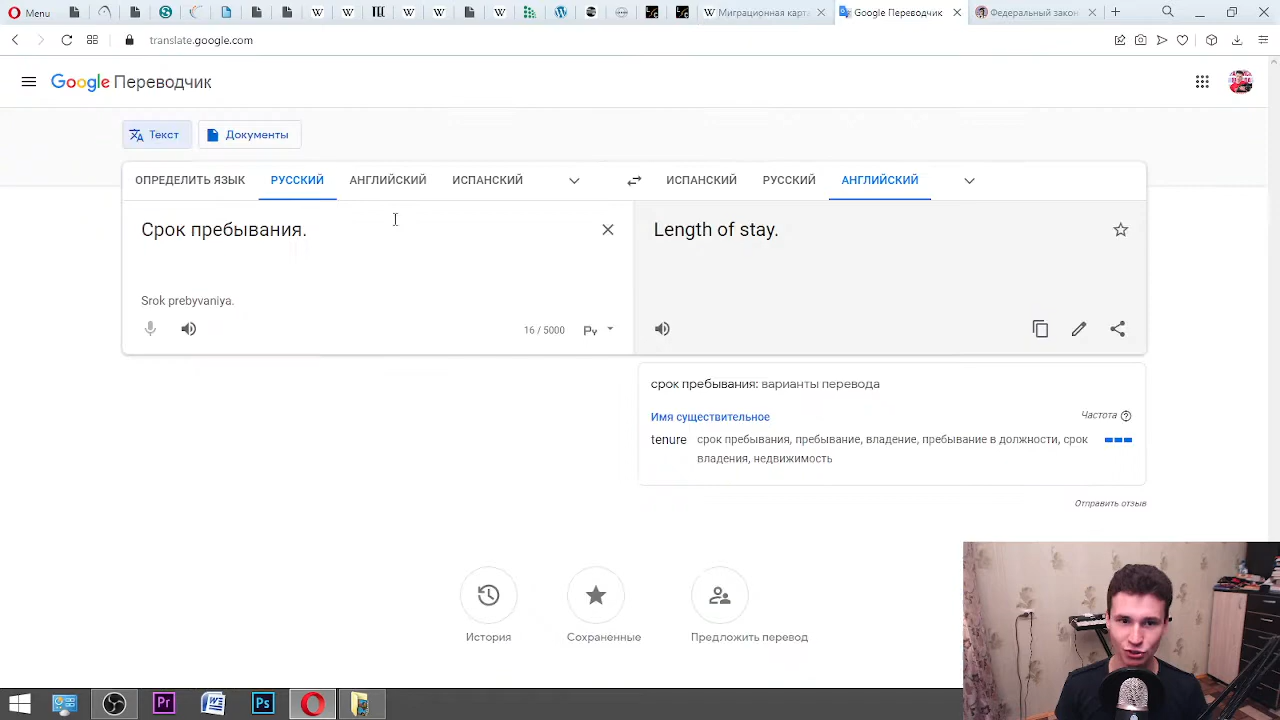 Menu
Миграционная карт
Google Переводчик
Федеральный закон
translate.google.com
Google Переводчик
Текст
Документы
ОПРЕДЕЛИТЬ ЯЗЫК РУССКИЙ АНГЛИЙСКИЙ ИСПАНСКИЙ
ИСПАНСКИЙ РУССКИЙ АНГЛИЙСКИЙ
Срок пребывания.
Length of stay.
Srok prebyvaniya.
16 / 5000
срок пребывания: варианты перевода
Имя существительное
Частота
tenure
срок пребывания, пребывание, владение, пребывание в должности, срок
владения, недвижимость
Отправить отзыв
История
Сохраненные
Предложить перевод
Pr
W
Ps